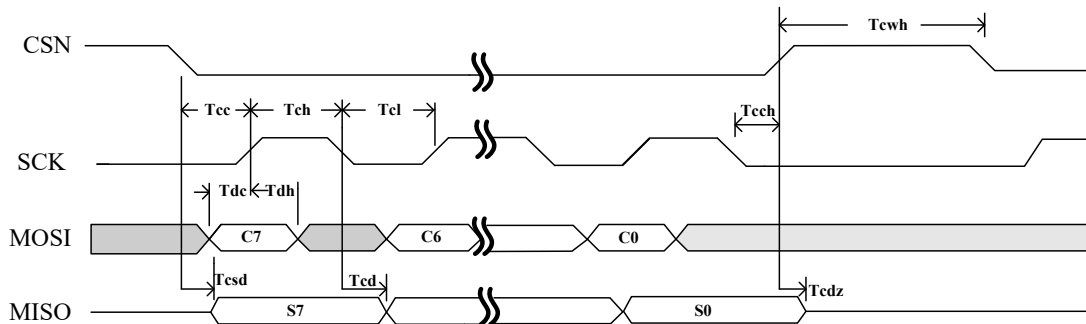 Tcwh
CSN
Tcc Tch Tcl Tcch
SCK
Tdc Tdh
MOSI C7 C6 C0
Tcsd Tcd Tcdz
MISO S7 S0